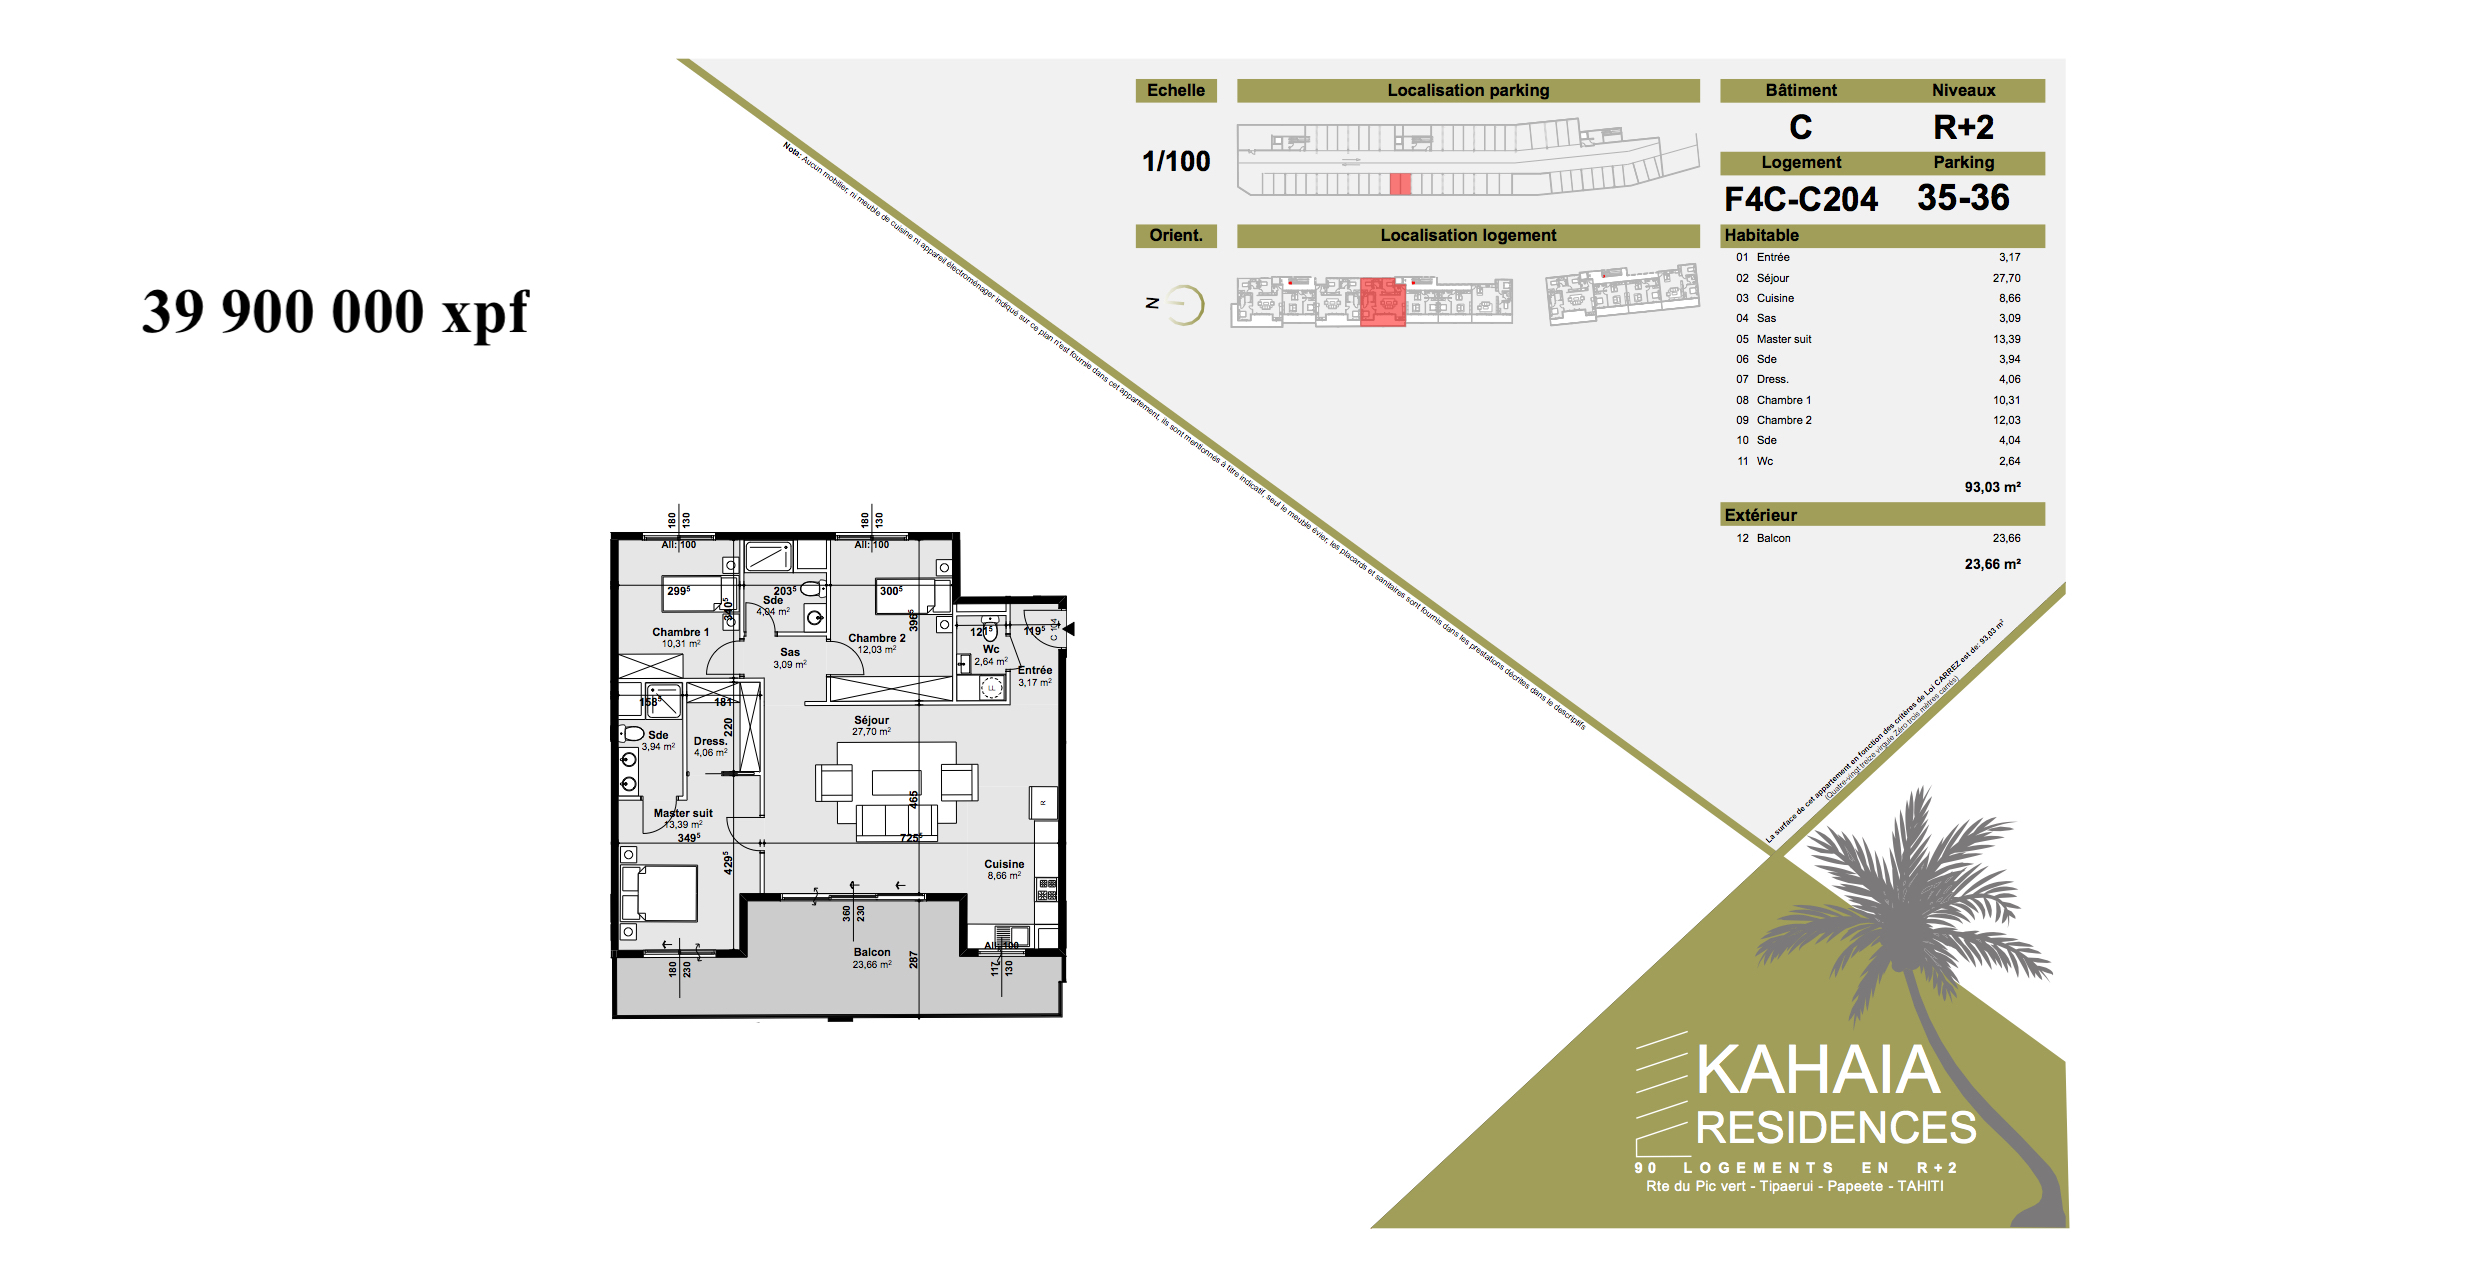 39 900 000 xpf
Echelle
1/100
Localisation parking
Orient.
N
Localisation logement
Bâtiment Niveaux
C R+2
Logement Parking
F4C-C204 35-36
Habitable
01 Entrée 3,17
02 Séjour 27,70
03 Cuisine 8,66
04 Sas 3,09
05 Master suit 13,39
06 Sde 3,94
07 Dress. 4,06
08 Chambre 1 10,31
09 Chambre 2 12,03
10 Sde 4,04
11 Wc 2,64
93,03 m²
Extérieur
12 Balcon 23,66
23,66 m²
Nota: Aucun mobilier, ni meuble de cuisine ni appareil électroménager indiqué sur ce plan n'est fournie dans cet appartement, ils sont mentionnés à titre indicatif, seul le meuble évier, les placards et sanitaires sont fournis dans les prestations décrites dans le descriptifs
La surface de cet appartement en fonction des critères de Loi CARREZ est de: 93,03 m²
(Quatre-vingt treize virgule Zéro trois mètres carrés)
180 130
All: 100
180 130
All: 100
299⁵
203⁵
300⁵
340⁵
396⁵
Sde
4,04 m²
Chambre 1
10,31 m²
Chambre 2
12,03 m²
Sas
3,09 m²
121⁵
119⁵
C 104
Wc
2,64 m²
Entrée
3,17 m²
F
158⁵
181
220
Sde
3,94 m²
Dress.
4,06 m²
Séjour
27,70 m²
465
R
Master suit
13,39 m²
349⁵
725⁵
429⁵
Cuisine
8,66 m²
360 230
All: 100
Balcon
23,66 m²
287
180 230
117 130
KAHAIA
RESIDENCES
90 LOGEMENTS EN R+2
Rte du Pic vert - Tipaerui - Papeete - TAHITI